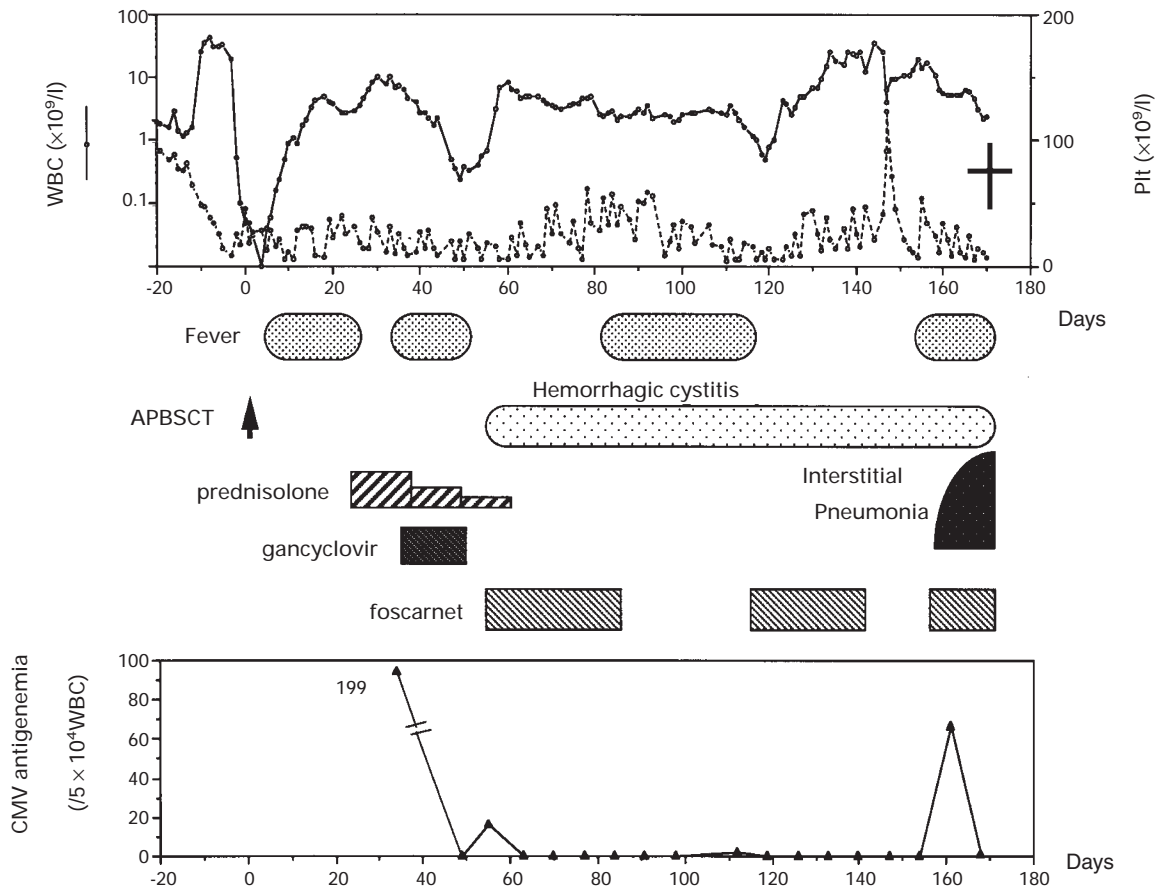 100
10
1
0.1
WBC (×10⁹/l)
200
100
0
Plt (×10⁹/l)
-20 0 20 40 60 80 100 120 140 160 180
Days
Fever
APBSCT
Hemorrhagic cystitis
prednisolone
Interstitial
Pneumonia
gancyclovir
foscarnet
CMV antigenemia
(/5 × 10⁴WBC)
100
80
60
40
20
0
199
-20 0 20 40 60 80 100 120 140 160 180
Days